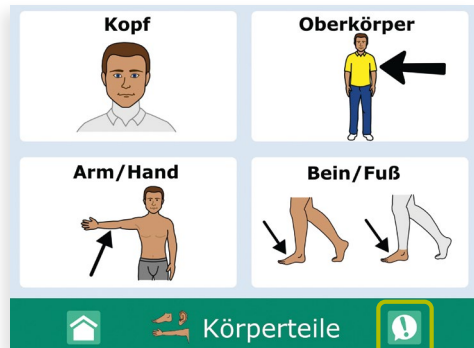 Kopf
Oberkörper
Arm/Hand
Bein/Fuß
Körperteile